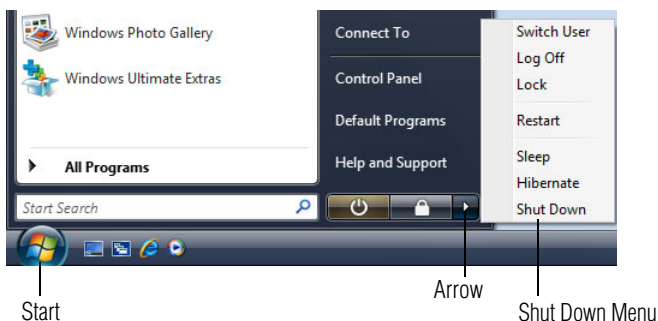 Windows Photo Gallery
Windows Ultimate Extras
All Programs
Start Search
Connect To
Control Panel
Default Programs
Help and Support
Switch User
Log Off
Lock
Restart
Sleep
Hibernate
Shut Down
Start
Arrow
Shut Down Menu